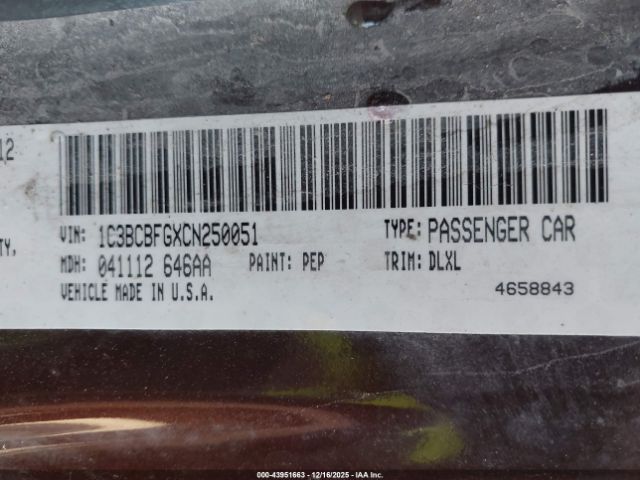 12
VIN: 1C3BCBFGXCN250051 TYPE: PASSENGER CAR
TY,
MDH: 041112 646AA PAINT: PEP TRIM: DLXL
VEHICLE MADE IN U.S.A. 4658843
000-43951663 - 12/16/2025 - IAA Inc.